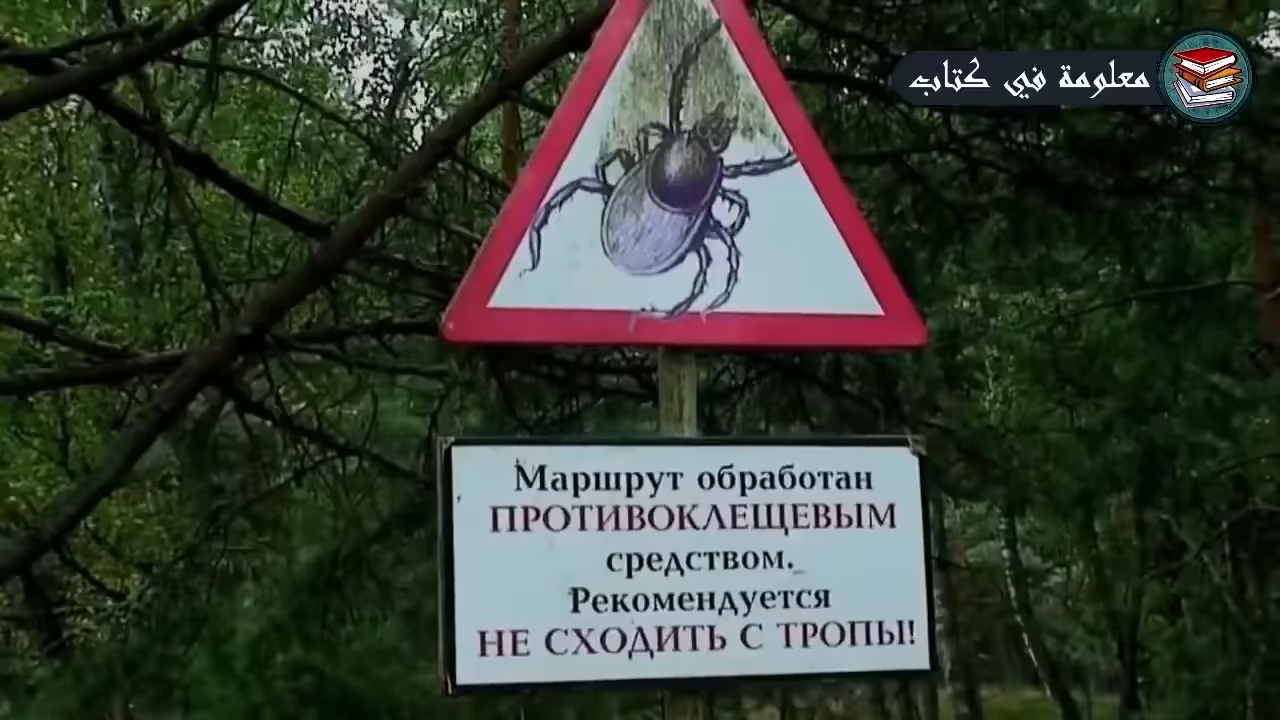 معلومة في كتاب
Маршрут обработан
ПРОТИВОКЛЕЩЕВЫМ
средством.
Рекомендуется
НЕ СХОДИТЬ С ТРОПЫ!